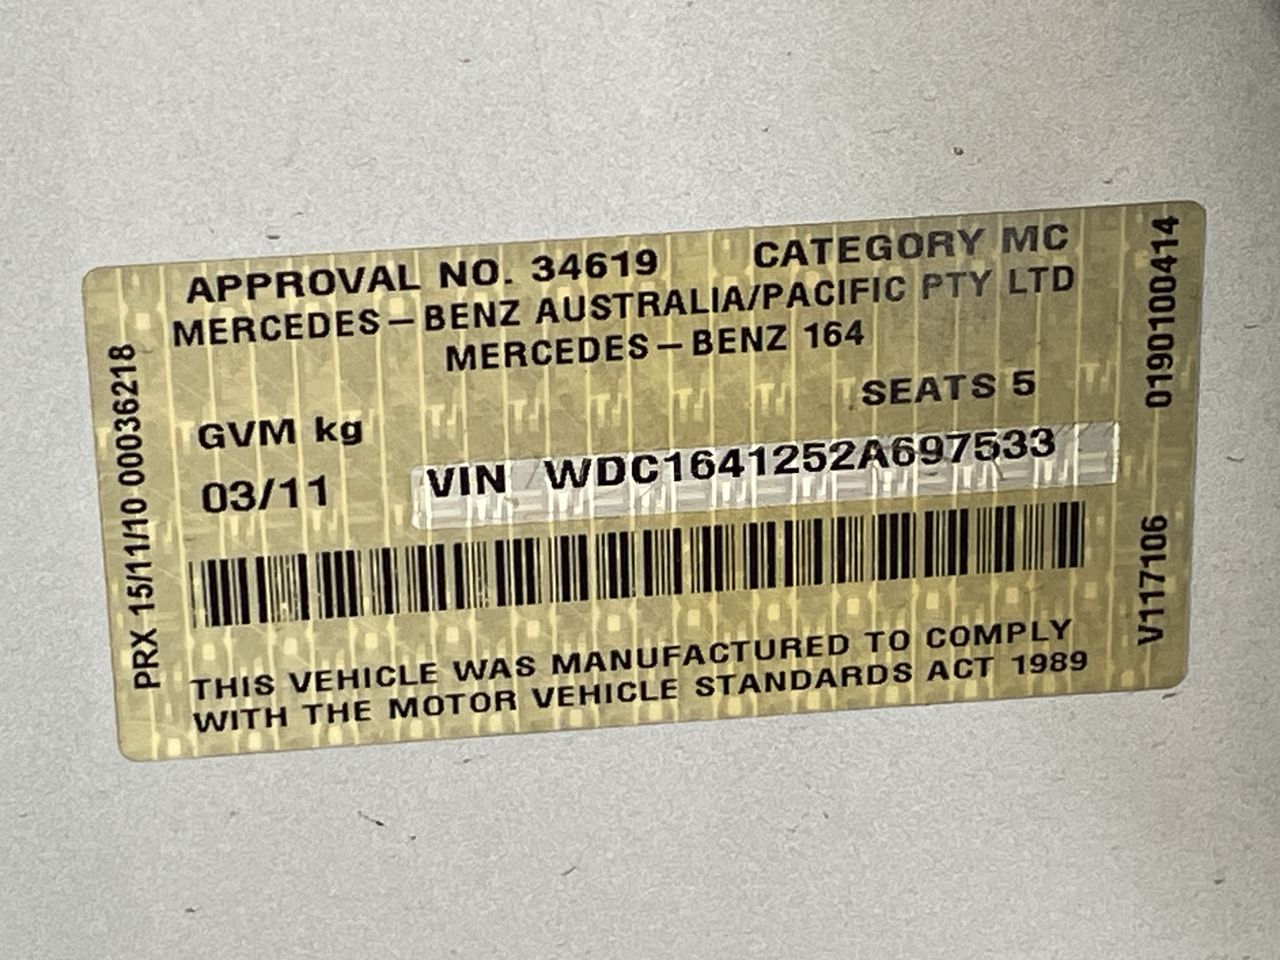 APPROVAL NO. 34619 CATEGORY MC
MERCEDES-BENZ AUSTRALIA/PACIFIC PTY LTD
MERCEDES-BENZ 164
SEATS 5
GVM kg
03/11 VIN WDC1641252A697533
THIS VEHICLE WAS MANUFACTURED TO COMPLY
WITH THE MOTOR VEHICLE STANDARDS ACT 1989
PRX 15/11/10 00036218
V117106 0190100414